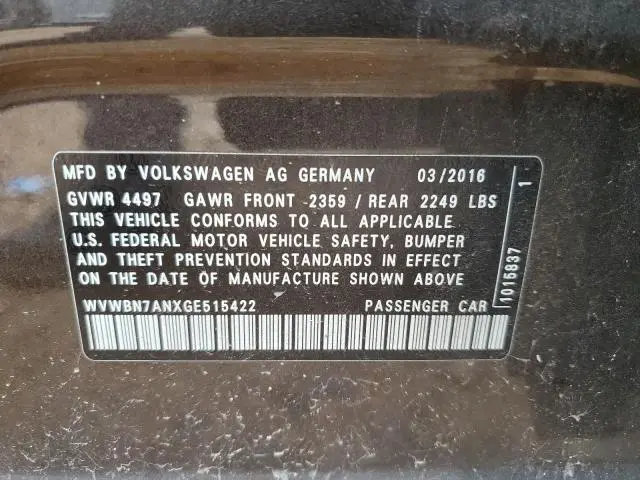 MFD BY VOLKSWAGEN AG GERMANY 03/2016
GVWR 4497 GAWR FRONT 2359 / REAR 2249 LBS
THIS VEHICLE CONFORMS TO ALL APPLICABLE
U.S. FEDERAL MOTOR VEHICLE SAFETY, BUMPER
AND THEFT PREVENTION STANDARDS IN EFFECT
ON THE DATE OF MANUFACTURE SHOWN ABOVE
WVWBN7ANXGE515422 PASSENGER CAR
1015837 1